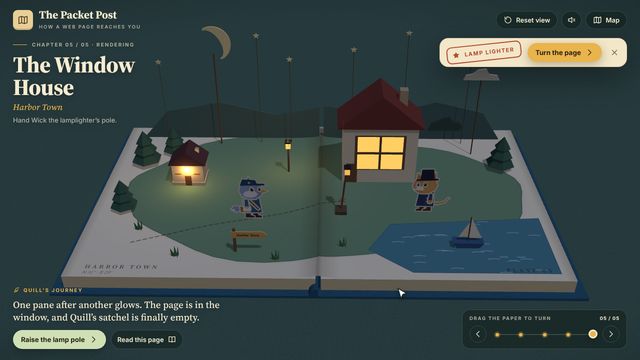 The Packet Post
HOW A WEB PAGE REACHES YOU
Reset view
Map
CHAPTER 05 / 05 · RENDERING
The Window
House
Harbor Town
Hand Wick the lamplighter's pole.
LAMP LIGHTER
Turn the page
HARBOR TOWN
QUILL'S JOURNEY
One pane after another glows. The page is in the
window, and Quill's satchel is finally empty.
Raise the lamp pole
Read this page
DRAG THE PAPER TO TURN
05 / 05